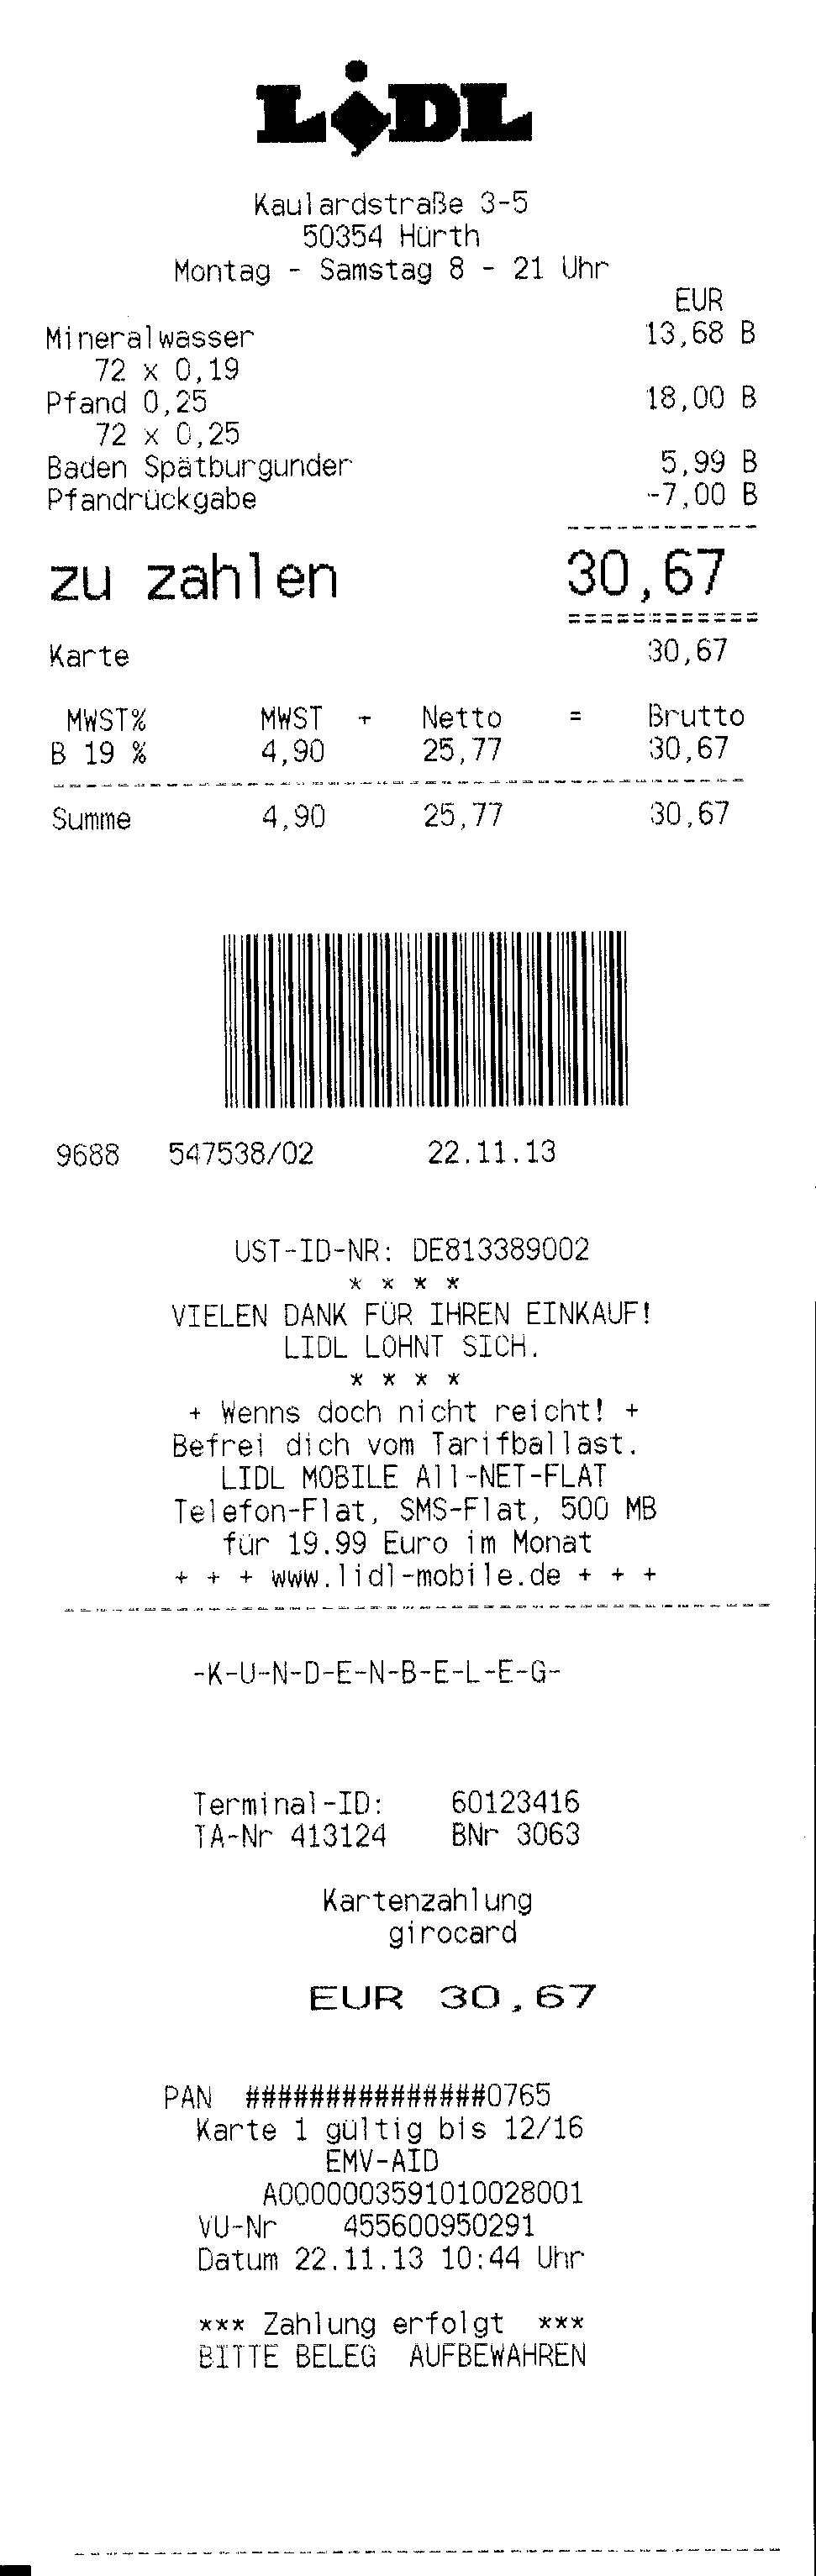 LIDL
Kaulardstraße 3-5
50354 Hürth
Montag - Samstag 8 - 21 Uhr
EUR
Mineralwasser 13,68 B
72 x 0,19
Pfand 0,25 18,00 B
72 x 0,25
Baden Spätburgunder 5,99 B
Pfandrückgabe -7,00 B
zu zahlen 30,67
Karte 30,67
MWST% MWST + Netto = Brutto
B 19 % 4,90 25,77 30,67
Summe 4,90 25,77 30,67
9688 547538/02 22.11.13
UST-ID-NR: DE813389002
* * * *
VIELEN DANK FÜR IHREN EINKAUF!
LIDL LOHNT SICH.
* * * *
+ Wenns doch nicht reicht! +
Befrei dich vom Tarifballast.
LIDL MOBILE All-NET-FLAT
Telefon-Flat, SMS-Flat, 500 MB
für 19.99 Euro im Monat
+ + + www.lidl-mobile.de + + +
-K-U-N-D-E-N-B-E-L-E-G-
Terminal-ID: 60123416
TA-Nr 413124 BNr 3063
Kartenzahlung
girocard
EUR 30,67
PAN ###############0765
Karte 1 gültig bis 12/16
EMV-AID
A0000003591010028001
VU-Nr 455600950291
Datum 22.11.13 10:44 Uhr
*** Zahlung erfolgt ***
BITTE BELEG AUFBEWAHREN